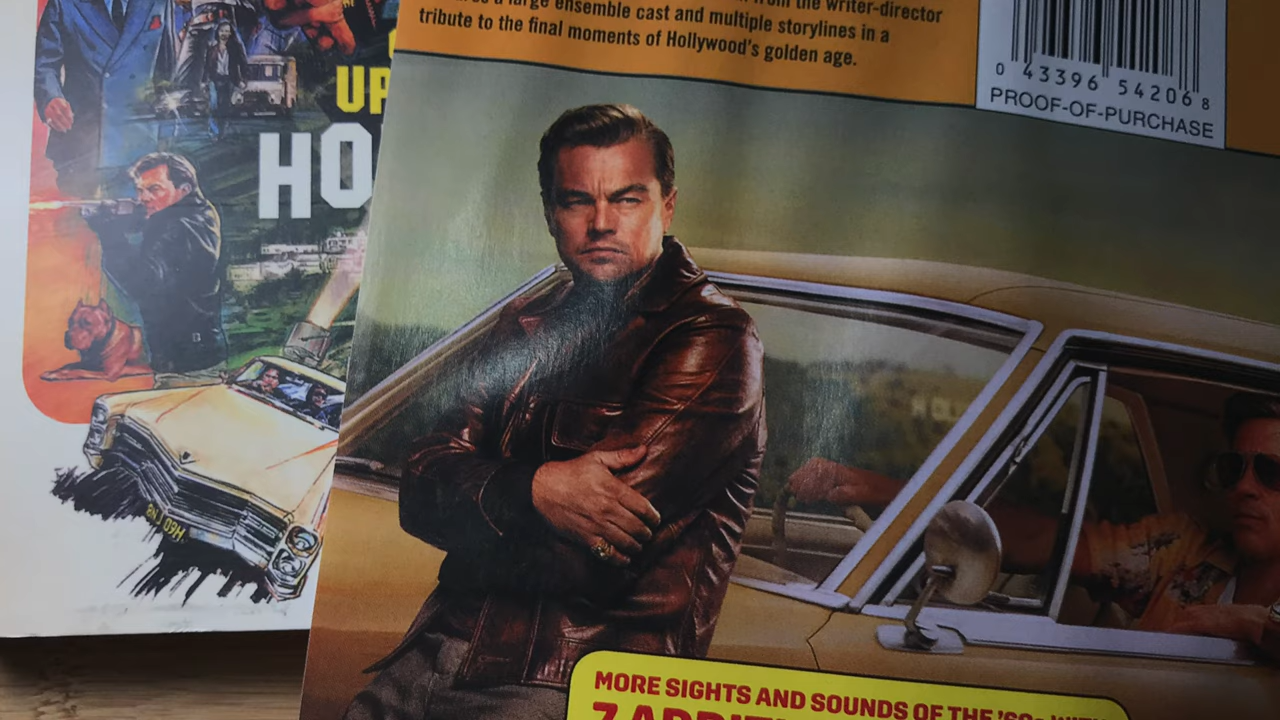 UP
HO
from the writer-director
large ensemble cast and multiple storylines in a
tribute to the final moments of Hollywood's golden age.
0 43396 54206 8
PROOF-OF-PURCHASE
MORE SIGHTS AND SOUNDS OF THE '60s WITH
7